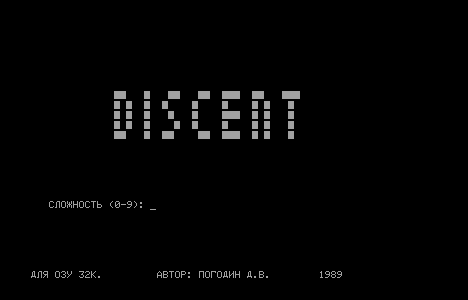 DISCENT
СЛОЖНОСТЬ (0-9): _
ДЛЯ ОЗУ 32К. АВТОР: ПОГОДИН Д.В. 1989